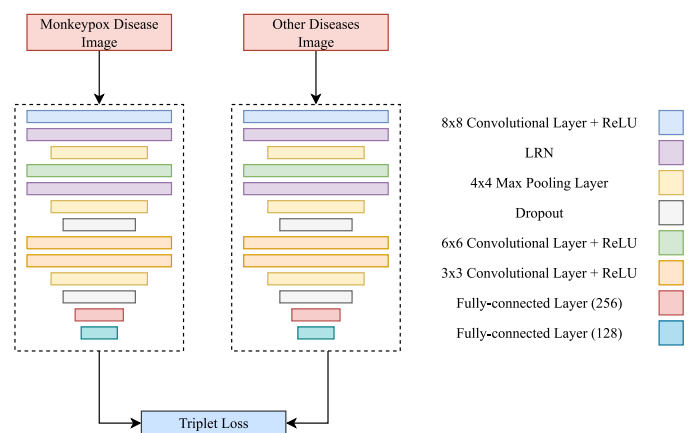 Monkeypox Disease
Image
Other Diseases
Image
8x8 Convolutional Layer + ReLU
LRN
4x4 Max Pooling Layer
Dropout
6x6 Convolutional Layer + ReLU
3x3 Convolutional Layer + ReLU
Fully-connected Layer (256)
Fully-connected Layer (128)
Triplet Loss